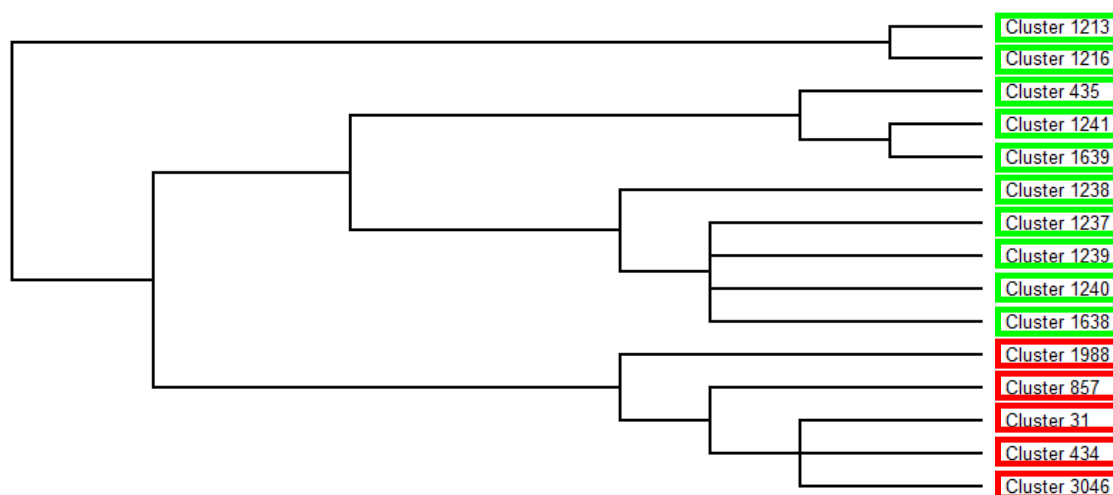 Cluster 1213
Cluster 1216
Cluster 435
Cluster 1241
Cluster 1639
Cluster 1238
Cluster 1237
Cluster 1239
Cluster 1240
Cluster 1638
Cluster 1988
Cluster 857
Cluster 31
Cluster 434
Cluster 3046